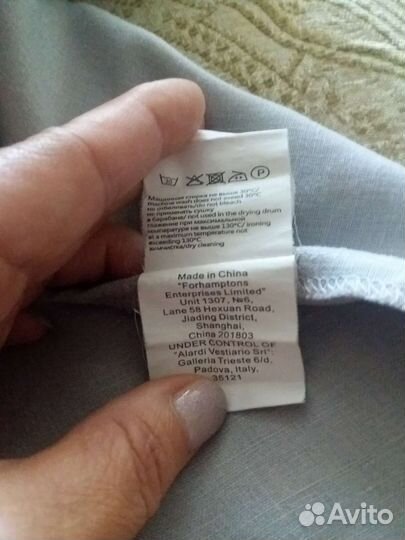 Машинная стирка не выше 30°C/
machine wash does not exceed 30°C
не отбеливать/do not bleach
не применять сушку
в барабане/ not used in the drying drum
глажение при максимальной
температуре не выше 130°C/ ironing
at a maximum temperature not
exceeding 130°C
химчистка/dry cleaning
Made in China
"Forhamptons
Enterprises Limited"
Unit 1307, №6,
Lane 58 Hexuan Road,
Jiading District,
Shanghai,
China 201803
UNDER CONTROL OF
"Alardi Vestiario Srl":
Galleria Trieste 6/d,
Padova, Italy,
35121
Avito